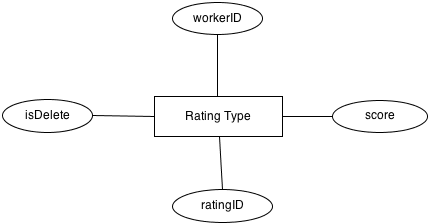 workerID
isDelete
Rating Type
score
ratingID